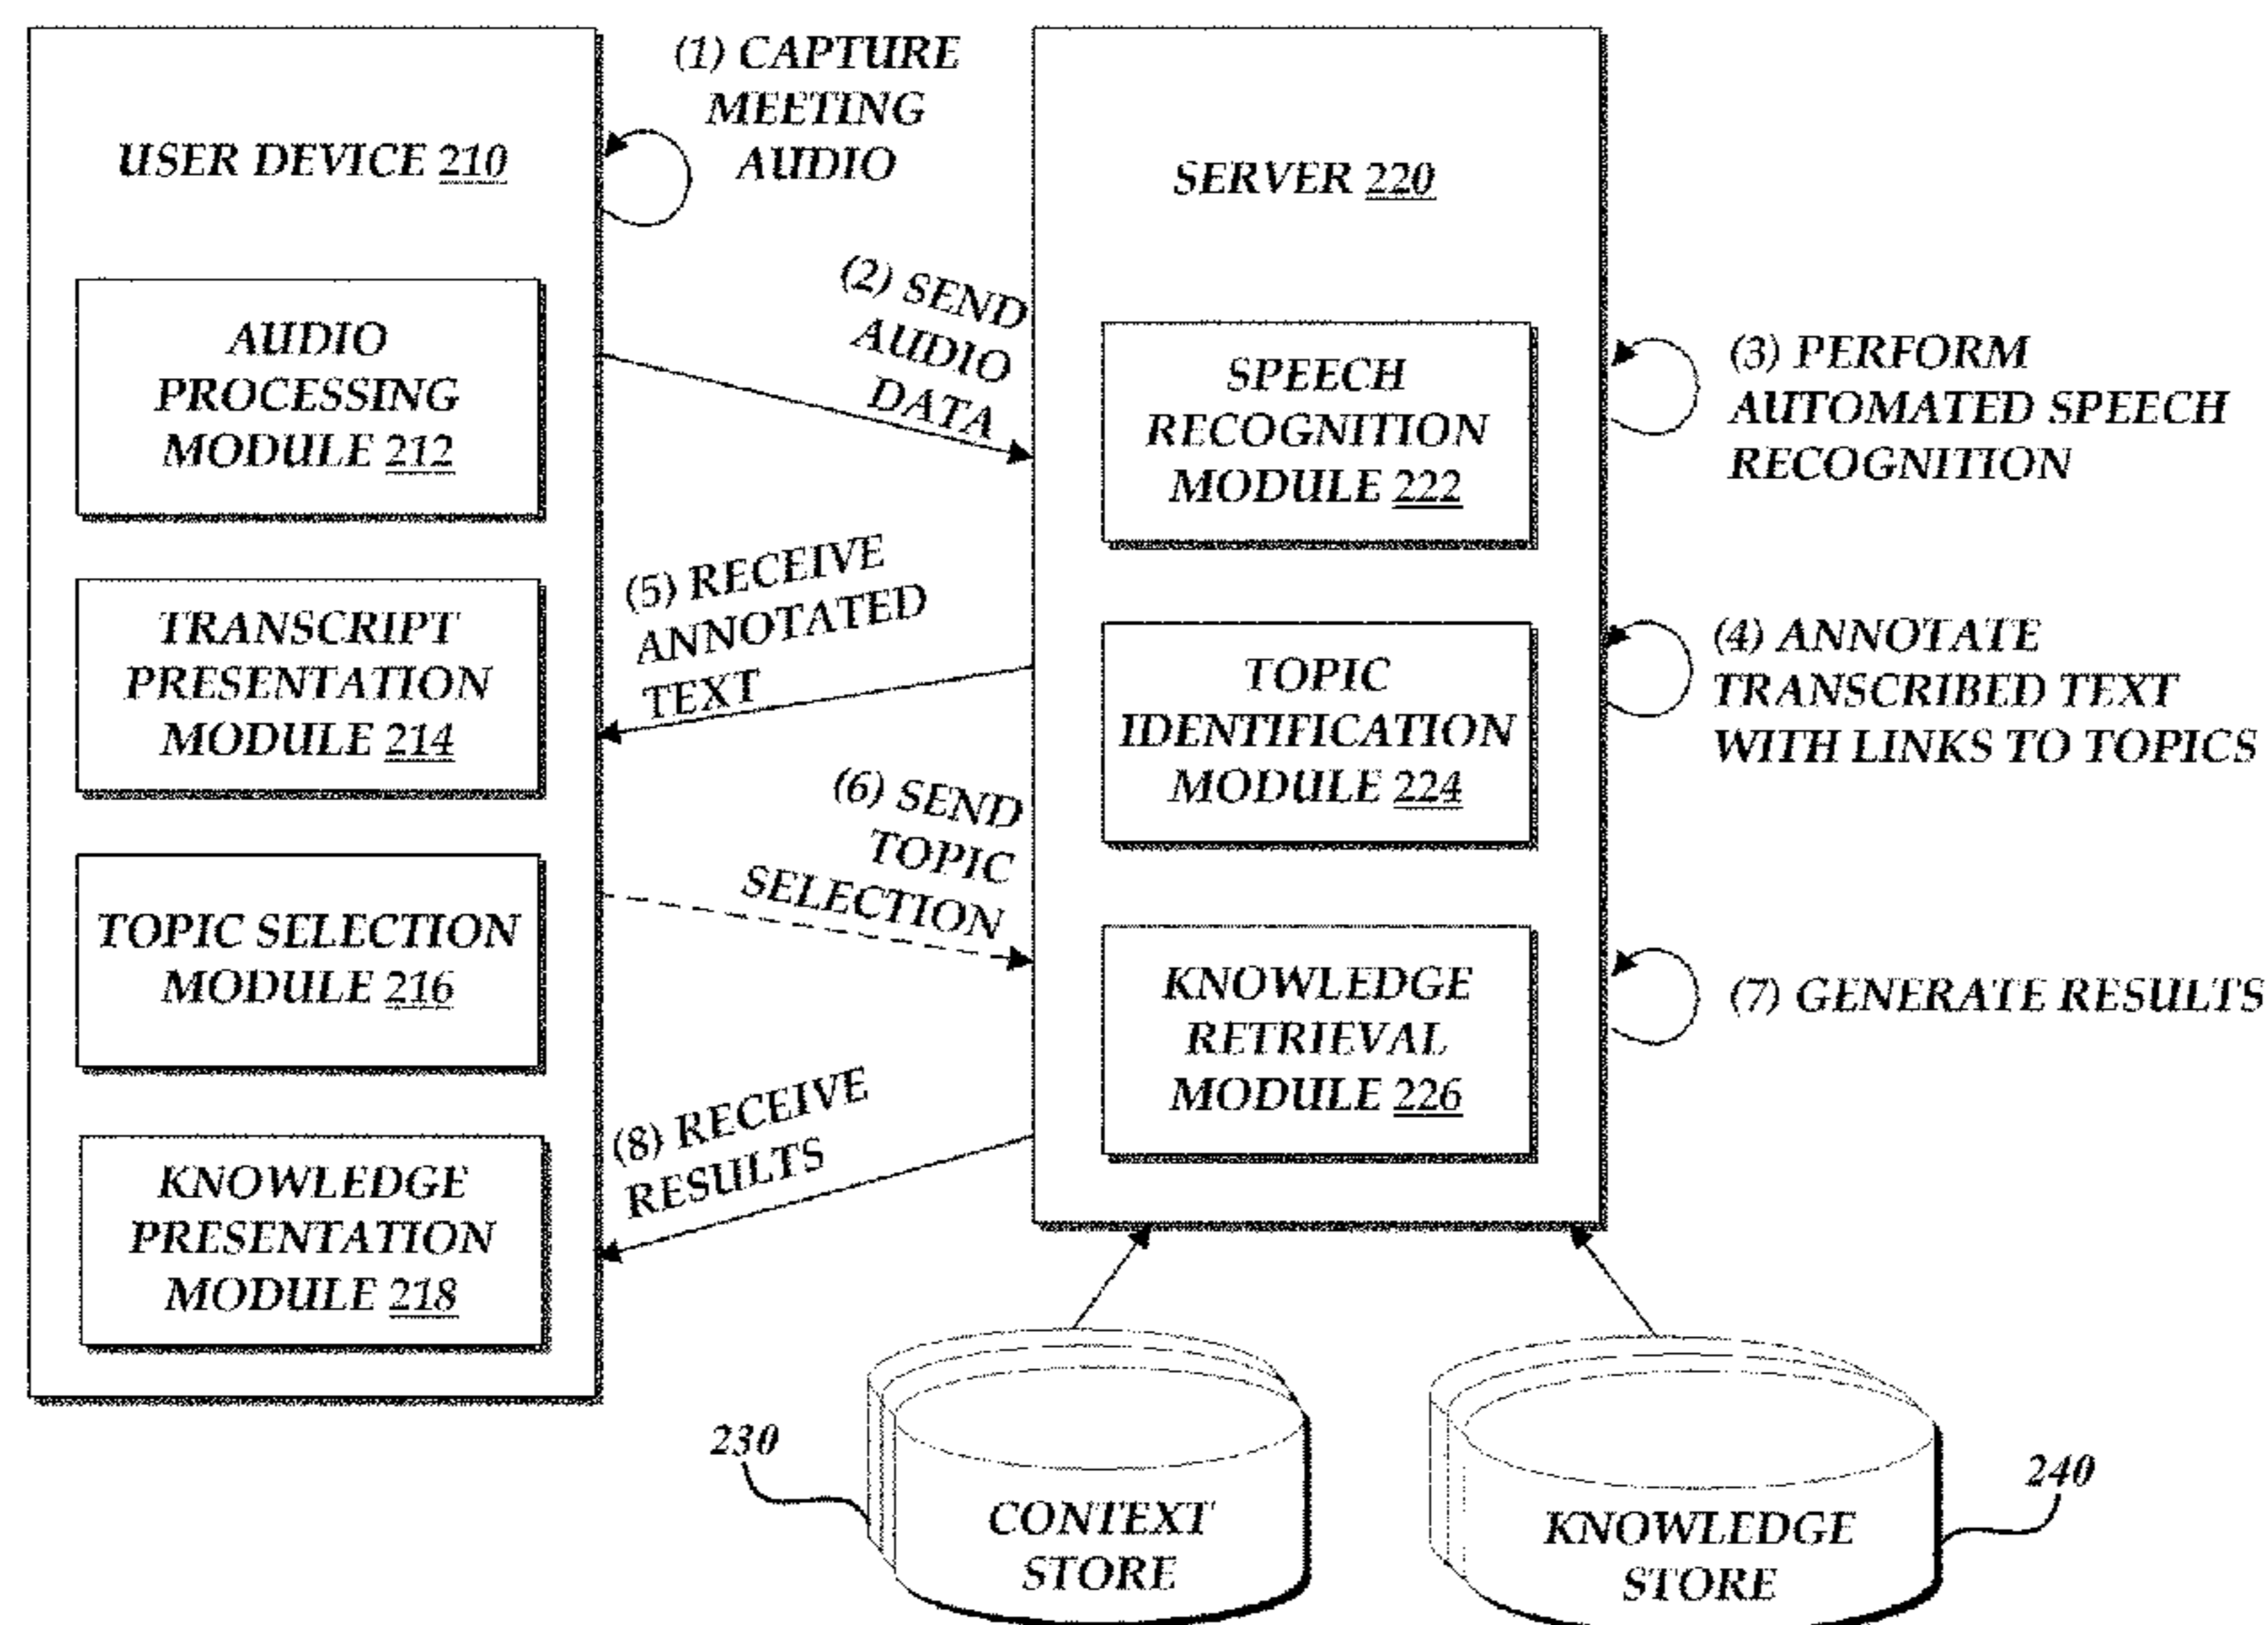 USER DEVICE 210
AUDIO
PROCESSING
MODULE 212
TRANSCRIPT
PRESENTATION
MODULE 214
TOPIC SELECTION
MODULE 216
KNOWLEDGE
PRESENTATION
MODULE 218
(1) CAPTURE
MEETING
AUDIO
(2) SEND
AUDIO
DATA
(5) RECEIVE
ANNOTATED
TEXT
(6) SEND
TOPIC
SELECTION
(8) RECEIVE
RESULTS
SERVER 220
SPEECH
RECOGNITION
MODULE 222
TOPIC
IDENTIFICATION
MODULE 224
KNOWLEDGE
RETRIEVAL
MODULE 226
(3) PERFORM
AUTOMATED SPEECH
RECOGNITION
(4) ANNOTATE
TRANSCRIBED TEXT
WITH LINKS TO TOPICS
(7) GENERATE RESULTS
230
CONTEXT
STORE
KNOWLEDGE
STORE
240